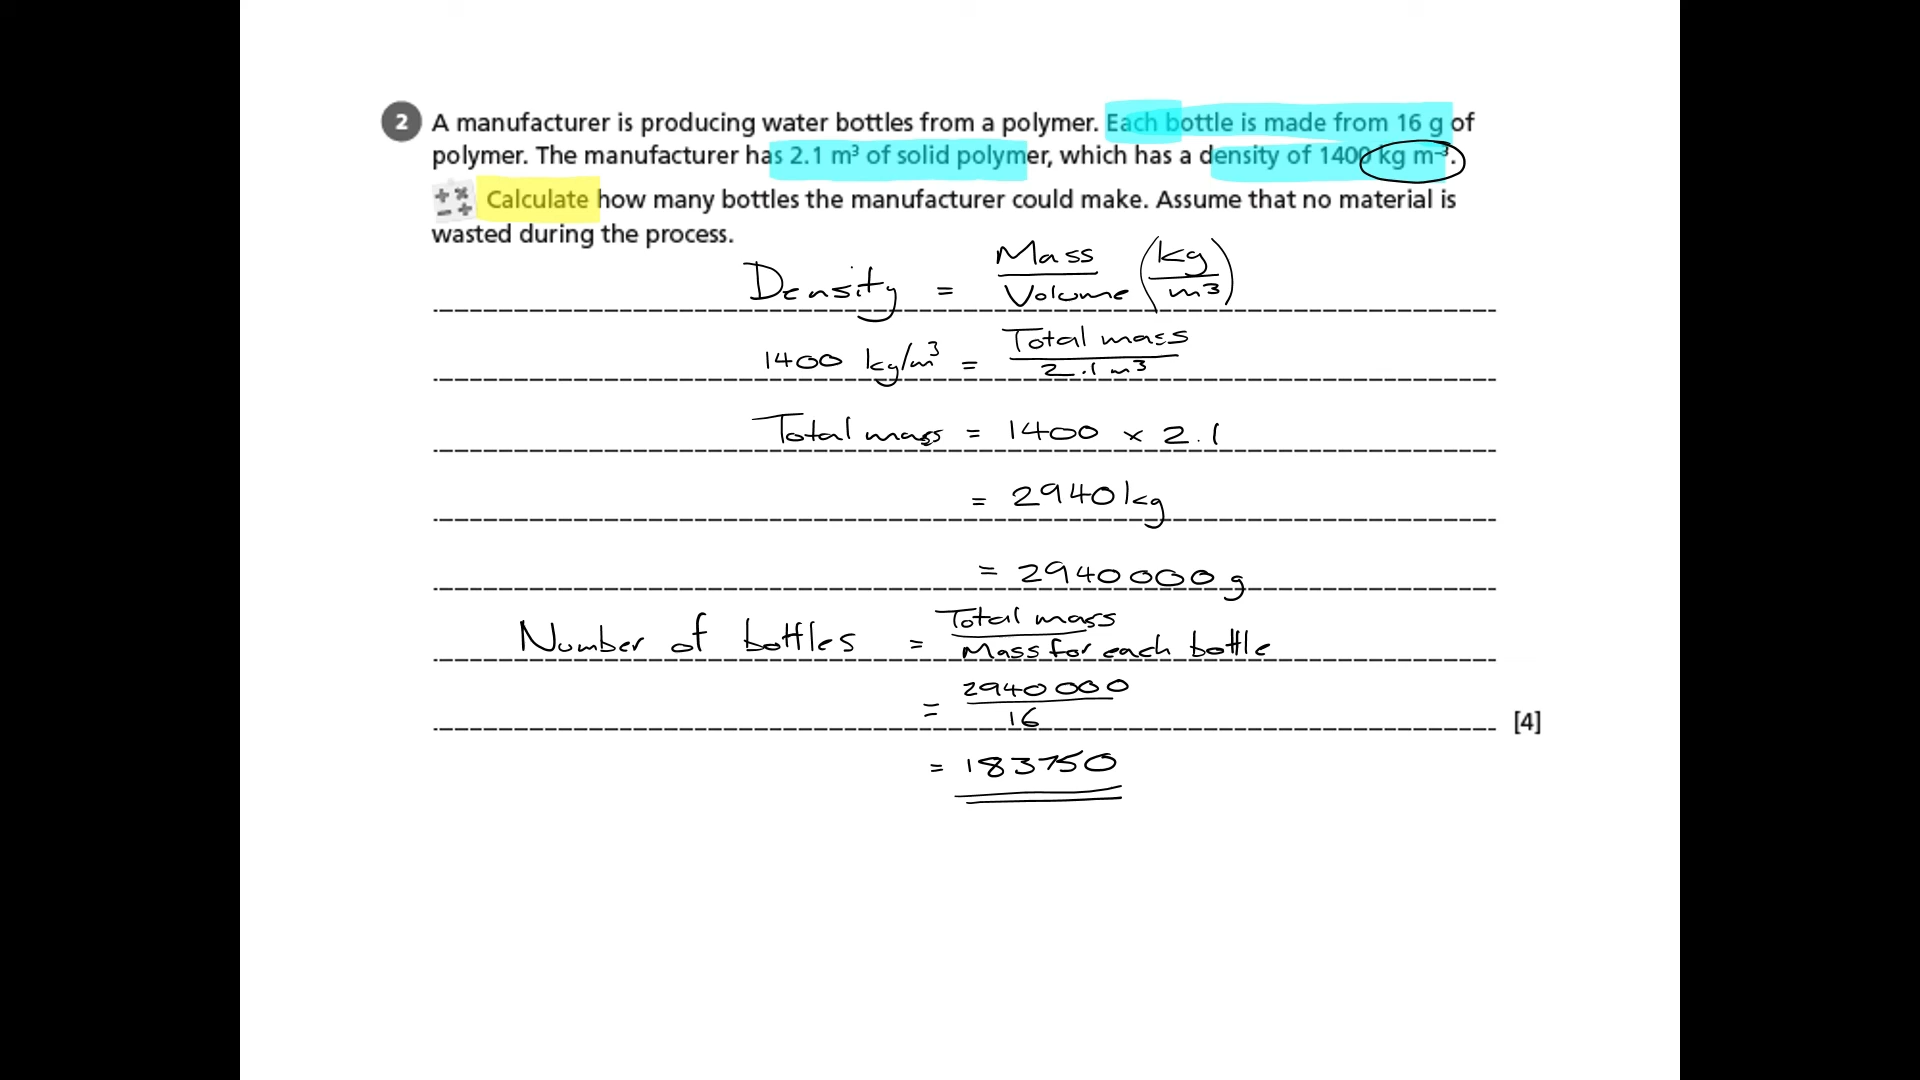 2 A manufacturer is producing water bottles from a polymer. Each bottle is made from 16 g of
polymer. The manufacturer has 2.1 m³ of solid polymer, which has a density of 1400 kg m⁻³.
Calculate how many bottles the manufacturer could make. Assume that no material is
wasted during the process.
Density = Mass / Volume (kg / m³)
1400 kg/m³ = Total mass / 2.1 m³
Total mass = 1400 × 2.1
= 2940 kg
= 2940000 g
Number of bottles = Total mass / Mass for each bottle
= 2940000 / 16 [4]
= 183750